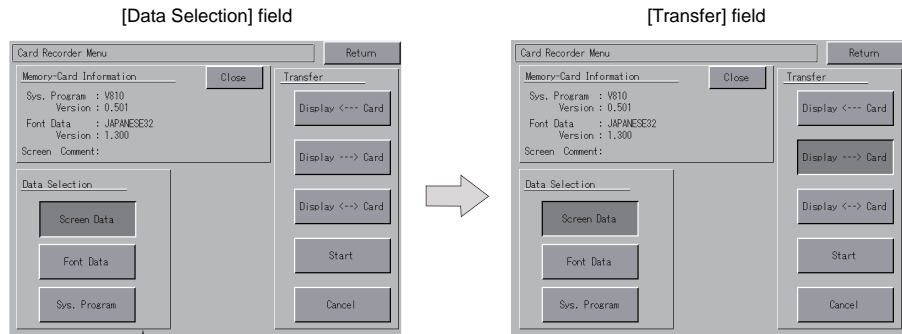 [Data Selection] field
Card Recorder Menu
Return
Memory-Card Information
Close
Sys. Program : V810
Version : 0.501
Font Data : JAPANESE32
Version : 1.300
Screen Comment:
Data Selection
Screen Data
Font Data
Sys. Program
Transfer
Display <--- Card
Display ---> Card
Display <--> Card
Start
Cancel
[Transfer] field
Card Recorder Menu
Return
Memory-Card Information
Close
Sys. Program : V810
Version : 0.501
Font Data : JAPANESE32
Version : 1.300
Screen Comment:
Data Selection
Screen Data
Font Data
Sys. Program
Transfer
Display <--- Card
Display ---> Card
Display <--> Card
Start
Cancel